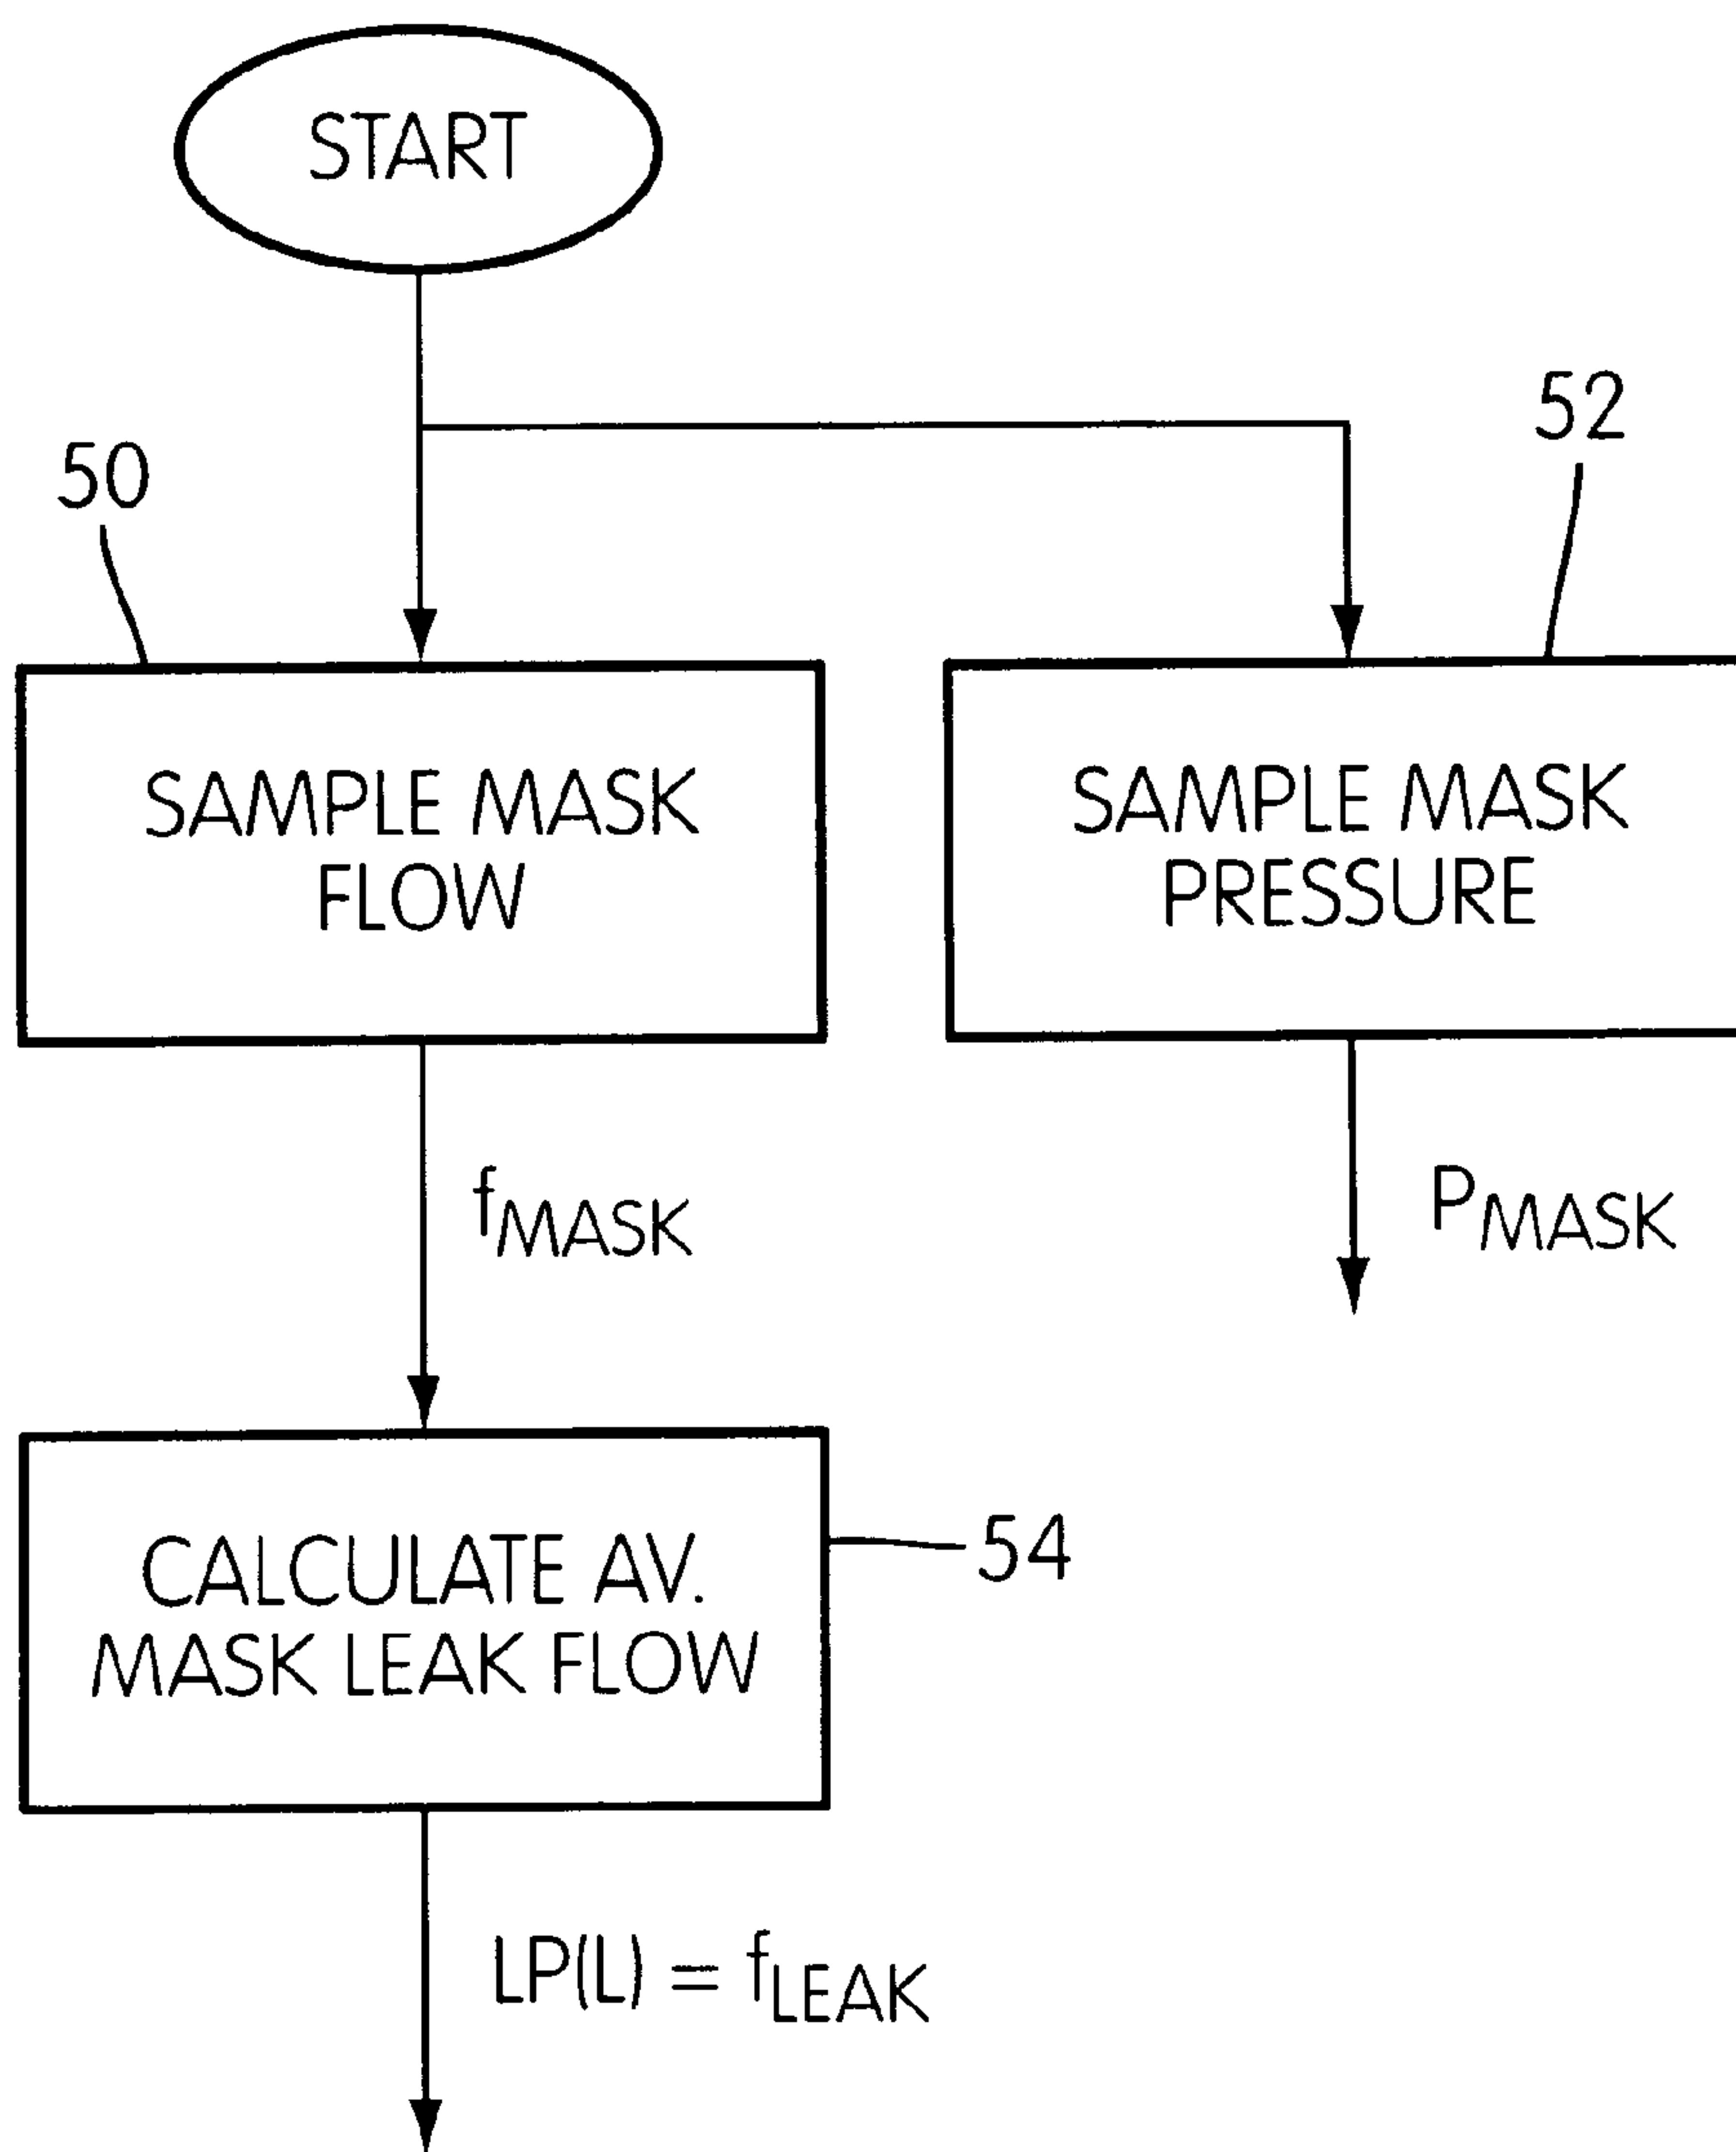 START
50
52
SAMPLE MASK
FLOW
SAMPLE MASK
PRESSURE
fMASK
PMASK
CALCULATE AV.
MASK LEAK FLOW
54
LP(L) = fLEAK